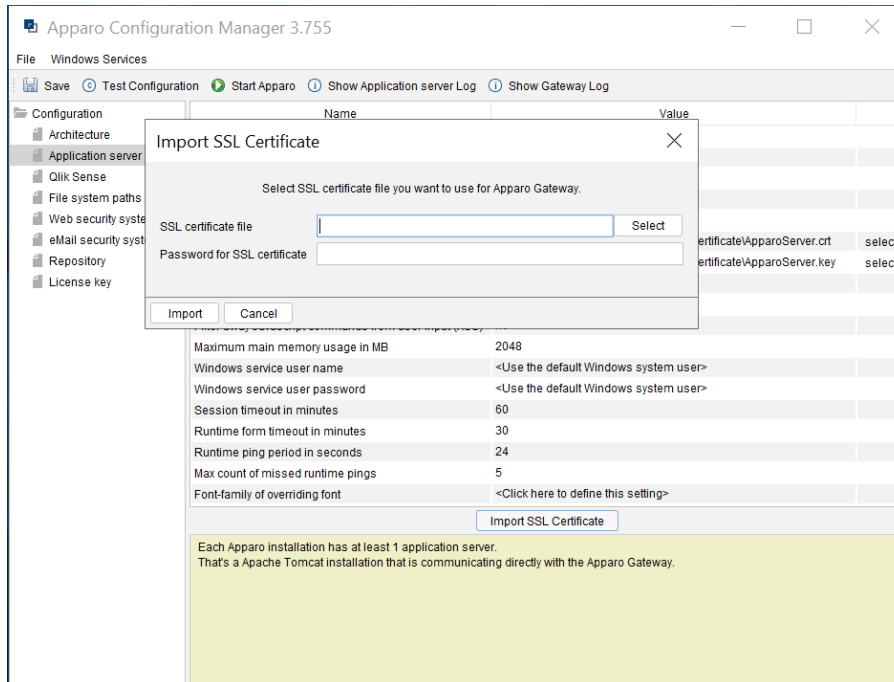 Apparo Configuration Manager 3.755
File Windows Services
Save Test Configuration Start Apparo Show Application server Log Show Gateway Log
Configuration
Architecture
Application server
Qlik Sense
File system paths
Web security syste
eMail security syst
Repository
License key
Name Value
Import SSL Certificate
Select SSL certificate file you want to use for Apparo Gateway.
SSL certificate file Select
Password for SSL certificate
Import Cancel
ertificate\ApparoServer.crt selec
ertificate\ApparoServer.key selec
Maximum main memory usage in MB 2048
Windows service user name <Use the default Windows system user>
Windows service user password <Use the default Windows system user>
Session timeout in minutes 60
Runtime form timeout in minutes 30
Runtime ping period in seconds 24
Max count of missed runtime pings 5
Font-family of overriding font <Click here to define this setting>
Import SSL Certificate
Each Apparo installation has at least 1 application server.
That's a Apache Tomcat installation that is communicating directly with the Apparo Gateway.